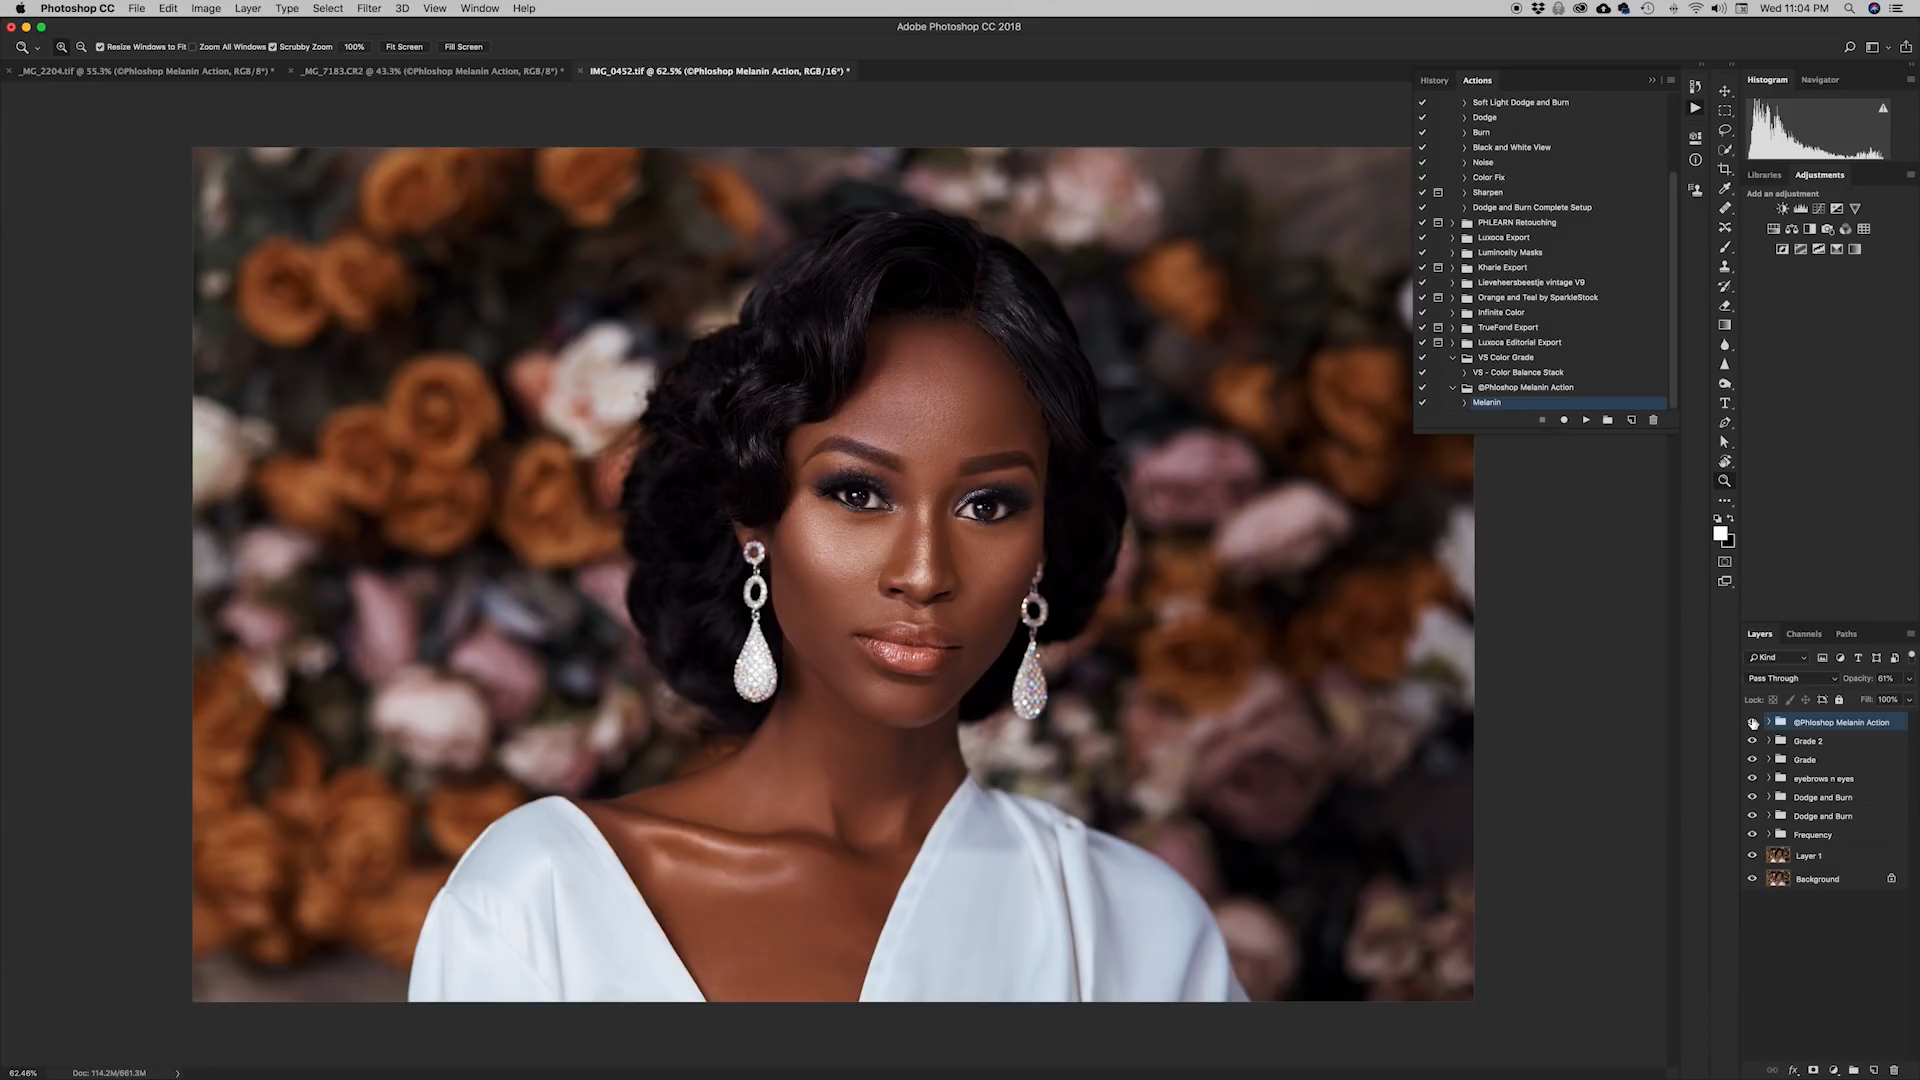 Photoshop CC File Edit Image Layer Type Select Filter 3D View Window Help Wed 11:04 PM
Adobe Photoshop CC 2018
Resize Windows to Fit Zoom All Windows Scrubby Zoom 100% Fit Screen Fill Screen
_MG_2204.tif @ 55.3% (©Phloshop Melanin Action, RGB/8*) * _MG_7183.CR2 @ 43.3% (©Phloshop Melanin Action, RGB/8*) * IMG_0452.tif @ 62.5% (©Phloshop Melanin Action, RGB/16*) *
History Actions
Soft Light Dodge and Burn
Dodge
Burn
Black and White View
Noise
Color Fix
Sharpen
Dodge and Burn Complete Setup
PHLEARN Retouching
Luxoca Export
Luminosity Masks
Kharie Export
Lieveheersbeestje vintage V9
Orange and Teal by SparkleStock
Infinite Color
TrueFond Export
Luxoca Editorial Export
VS Color Grade
VS - Color Balance Stack
©Phloshop Melanin Action
Melanin
Histogram Navigator
Libraries Adjustments
Add an adjustment
Layers Channels Paths
Kind
Pass Through Opacity: 61%
Lock: Fill: 100%
©Phloshop Melanin Action
Grade 2
Grade
eyebrows n eyes
Dodge and Burn
Dodge and Burn
Frequency
Layer 1
Background
62.46% Doc: 114.2M/661.3M